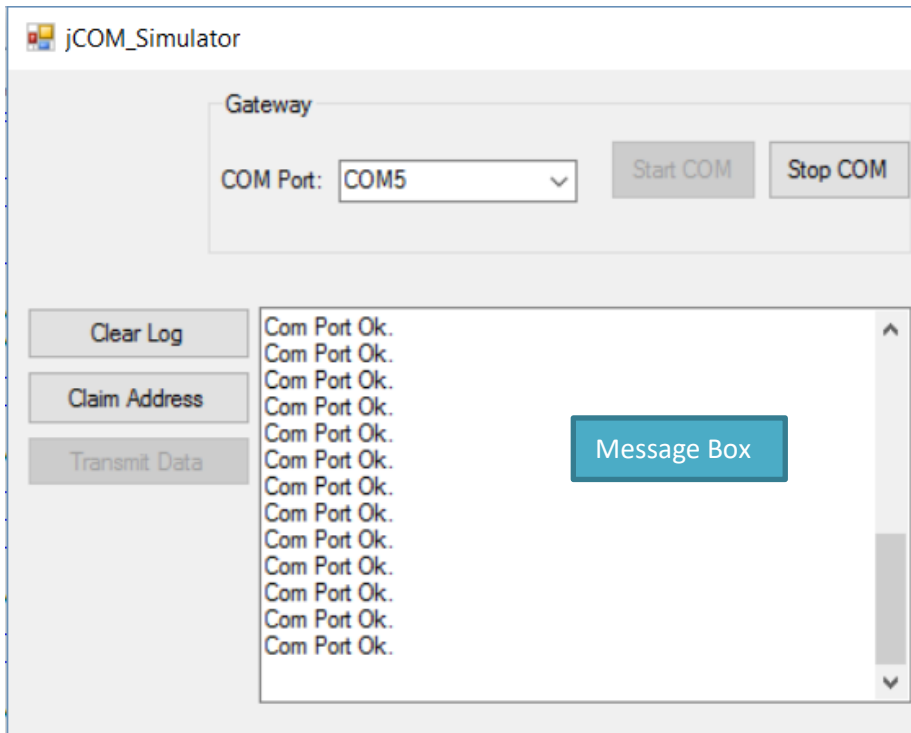 jCOM_Simulator
Gateway
COM Port: COM5 Start COM Stop COM
Clear Log
Claim Address
Transmit Data
Com Port Ok.
Com Port Ok.
Com Port Ok.
Com Port Ok.
Com Port Ok.
Com Port Ok.
Com Port Ok.
Com Port Ok.
Com Port Ok.
Com Port Ok.
Com Port Ok.
Com Port Ok.
Com Port Ok.
Message Box